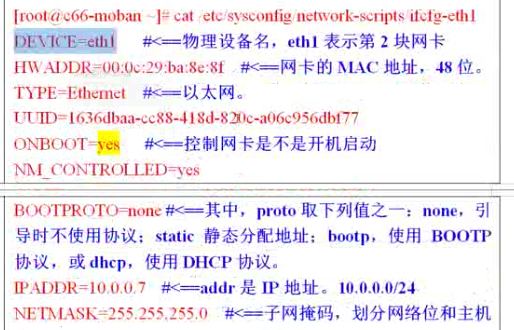 [root@c66-moban ~]# cat /etc/sysconfig/network-scripts/ifcfg-eth1
DEVICE=eth1 #<==物理设备名，eth1 表示第 2 块网卡
HWADDR=00:0c:29:ba:8e:8f #<==网卡的 MAC 地址，48 位。
TYPE=Ethernet #<==以太网。
UUID=1636dbaa-cc88-418d-820c-a06c956dbf77
ONBOOT=yes #<==控制网卡是不是开机启动
NM_CONTROLLED=yes
BOOTPROTO=none #<==其中，proto 取下列值之一：none，引
导时不使用协议；static 静态分配地址；bootp，使用 BOOTP
协议，或 dhcp，使用 DHCP 协议。
IPADDR=10.0.0.7 #<==addr 是 IP 地址。10.0.0.0/24
NETMASK=255.255.255.0 #<==子网掩码，划分网络位和主机